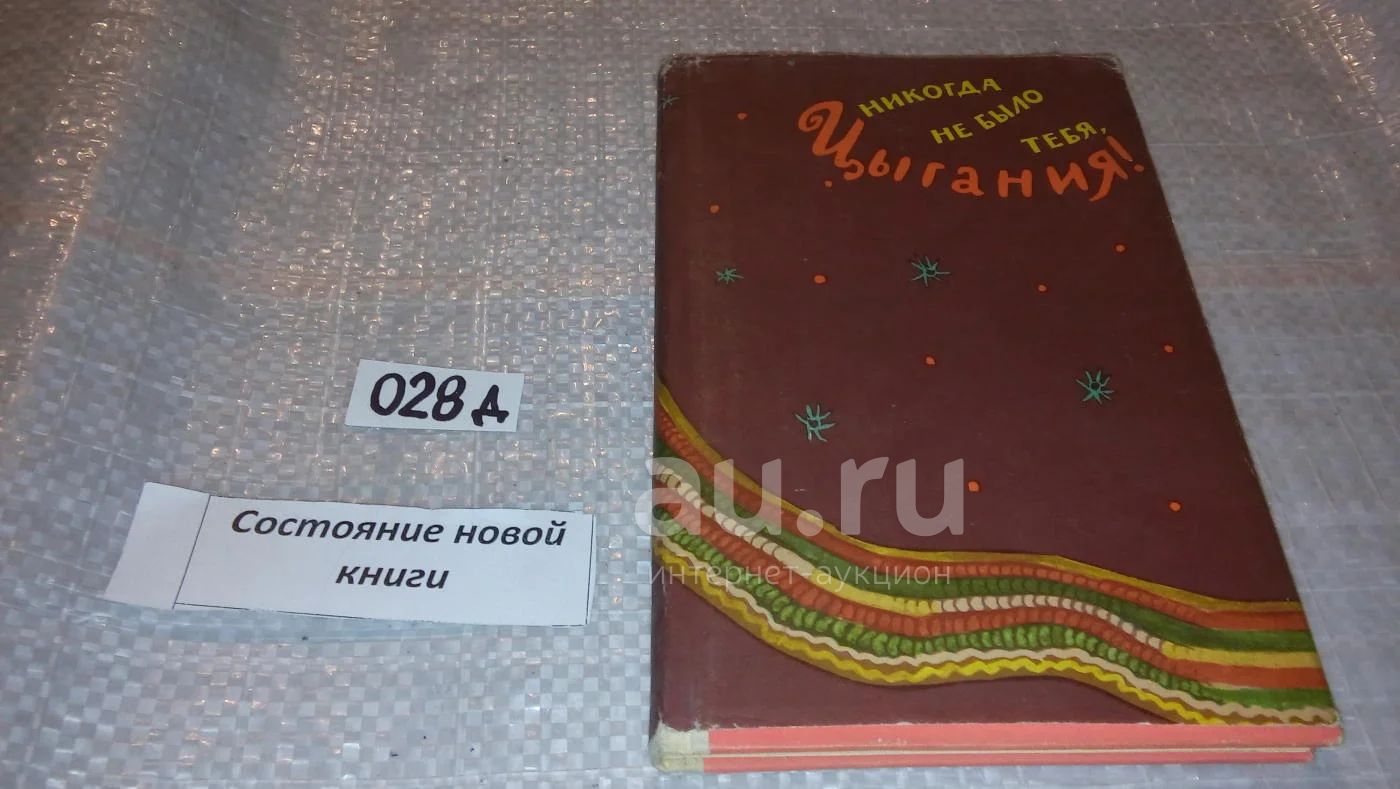 НИКОГДА
НЕ БЫЛО
ТЕБЯ,
Цыгания!
028д
Состояние новой
книги
au.ru
интернет-аукцион